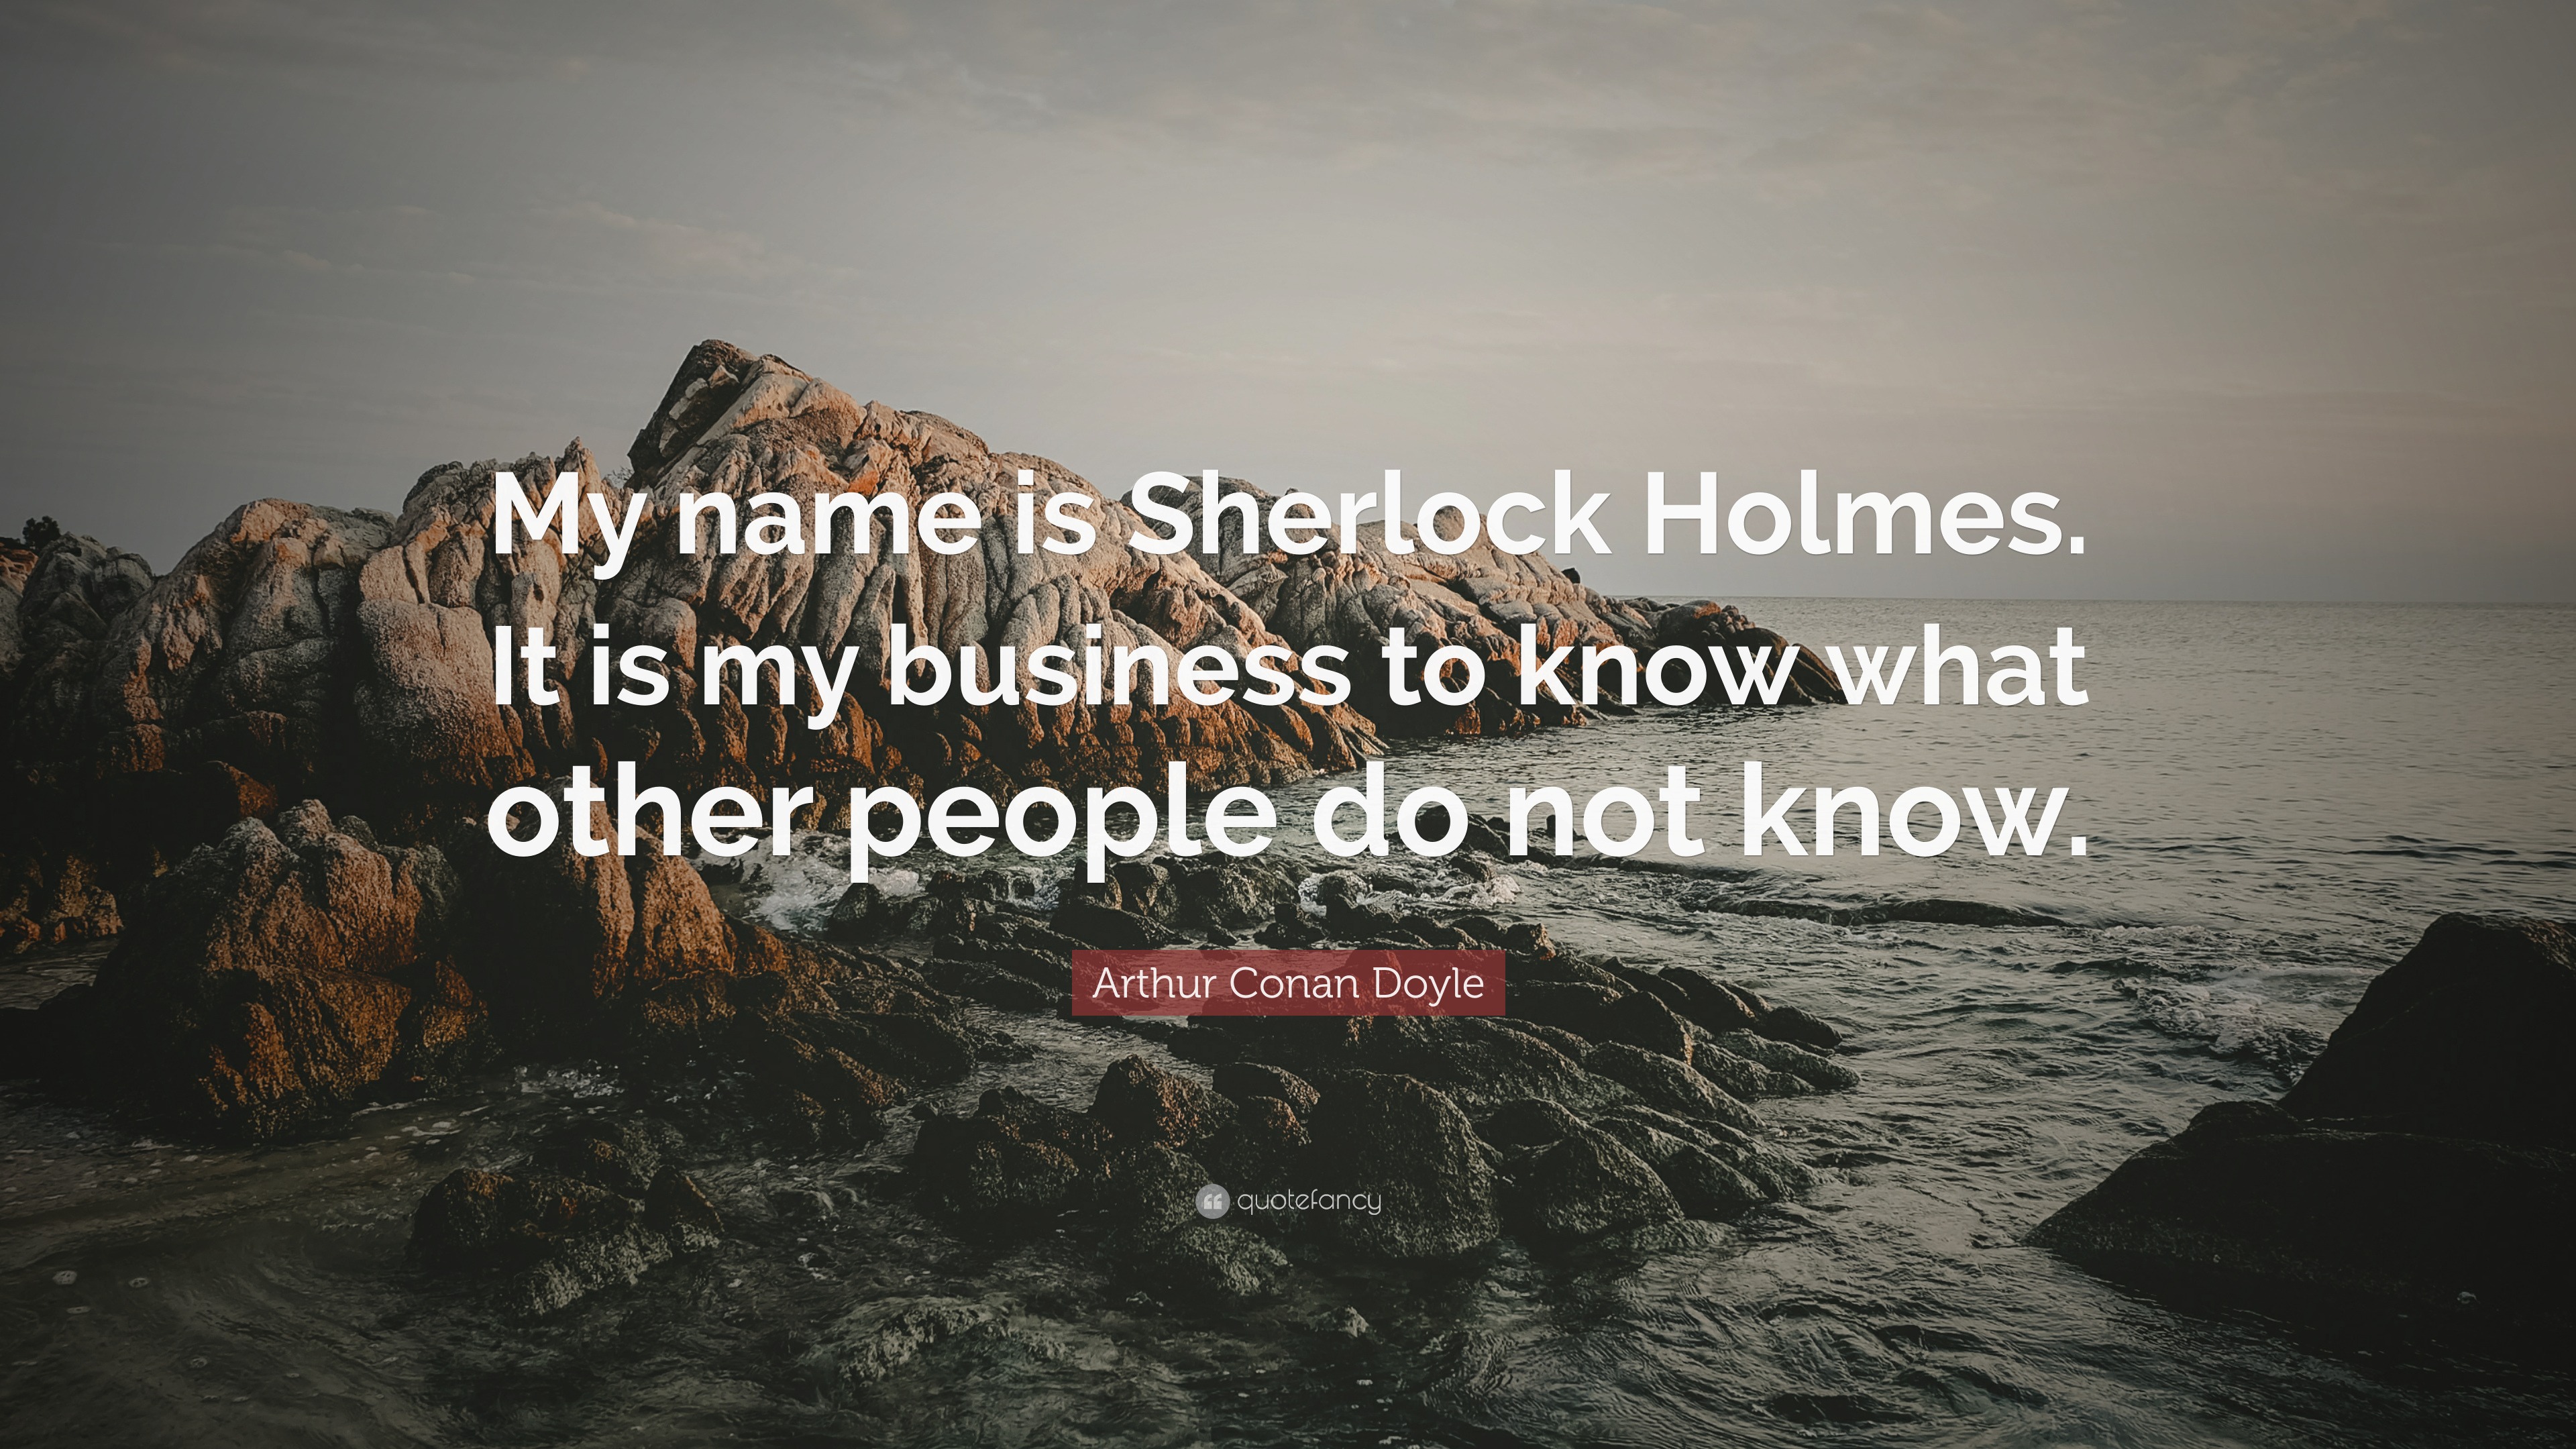 My name is Sherlock Holmes.
It is my business to know what
other people do not know.
Arthur Conan Doyle
quotefancy